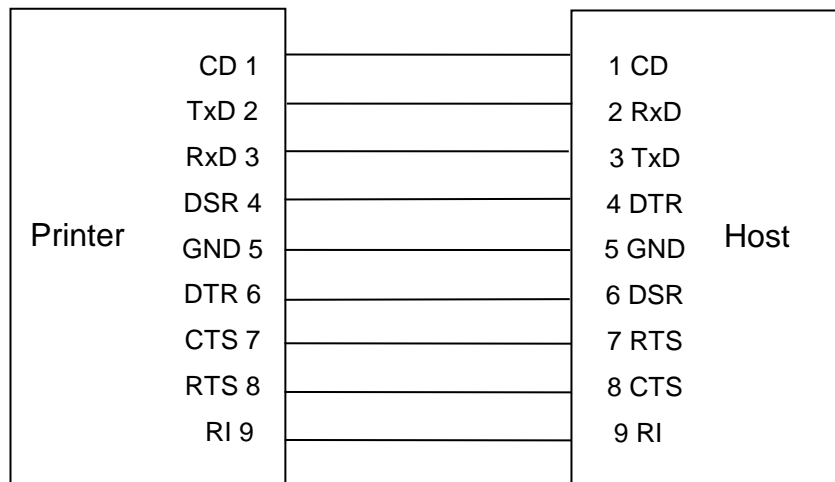 CD 1 1 CD
TxD 2 2 RxD
RxD 3 3 TxD
DSR 4 4 DTR
Printer GND 5 5 GND Host
DTR 6 6 DSR
CTS 7 7 RTS
RTS 8 8 CTS
RI 9 9 RI